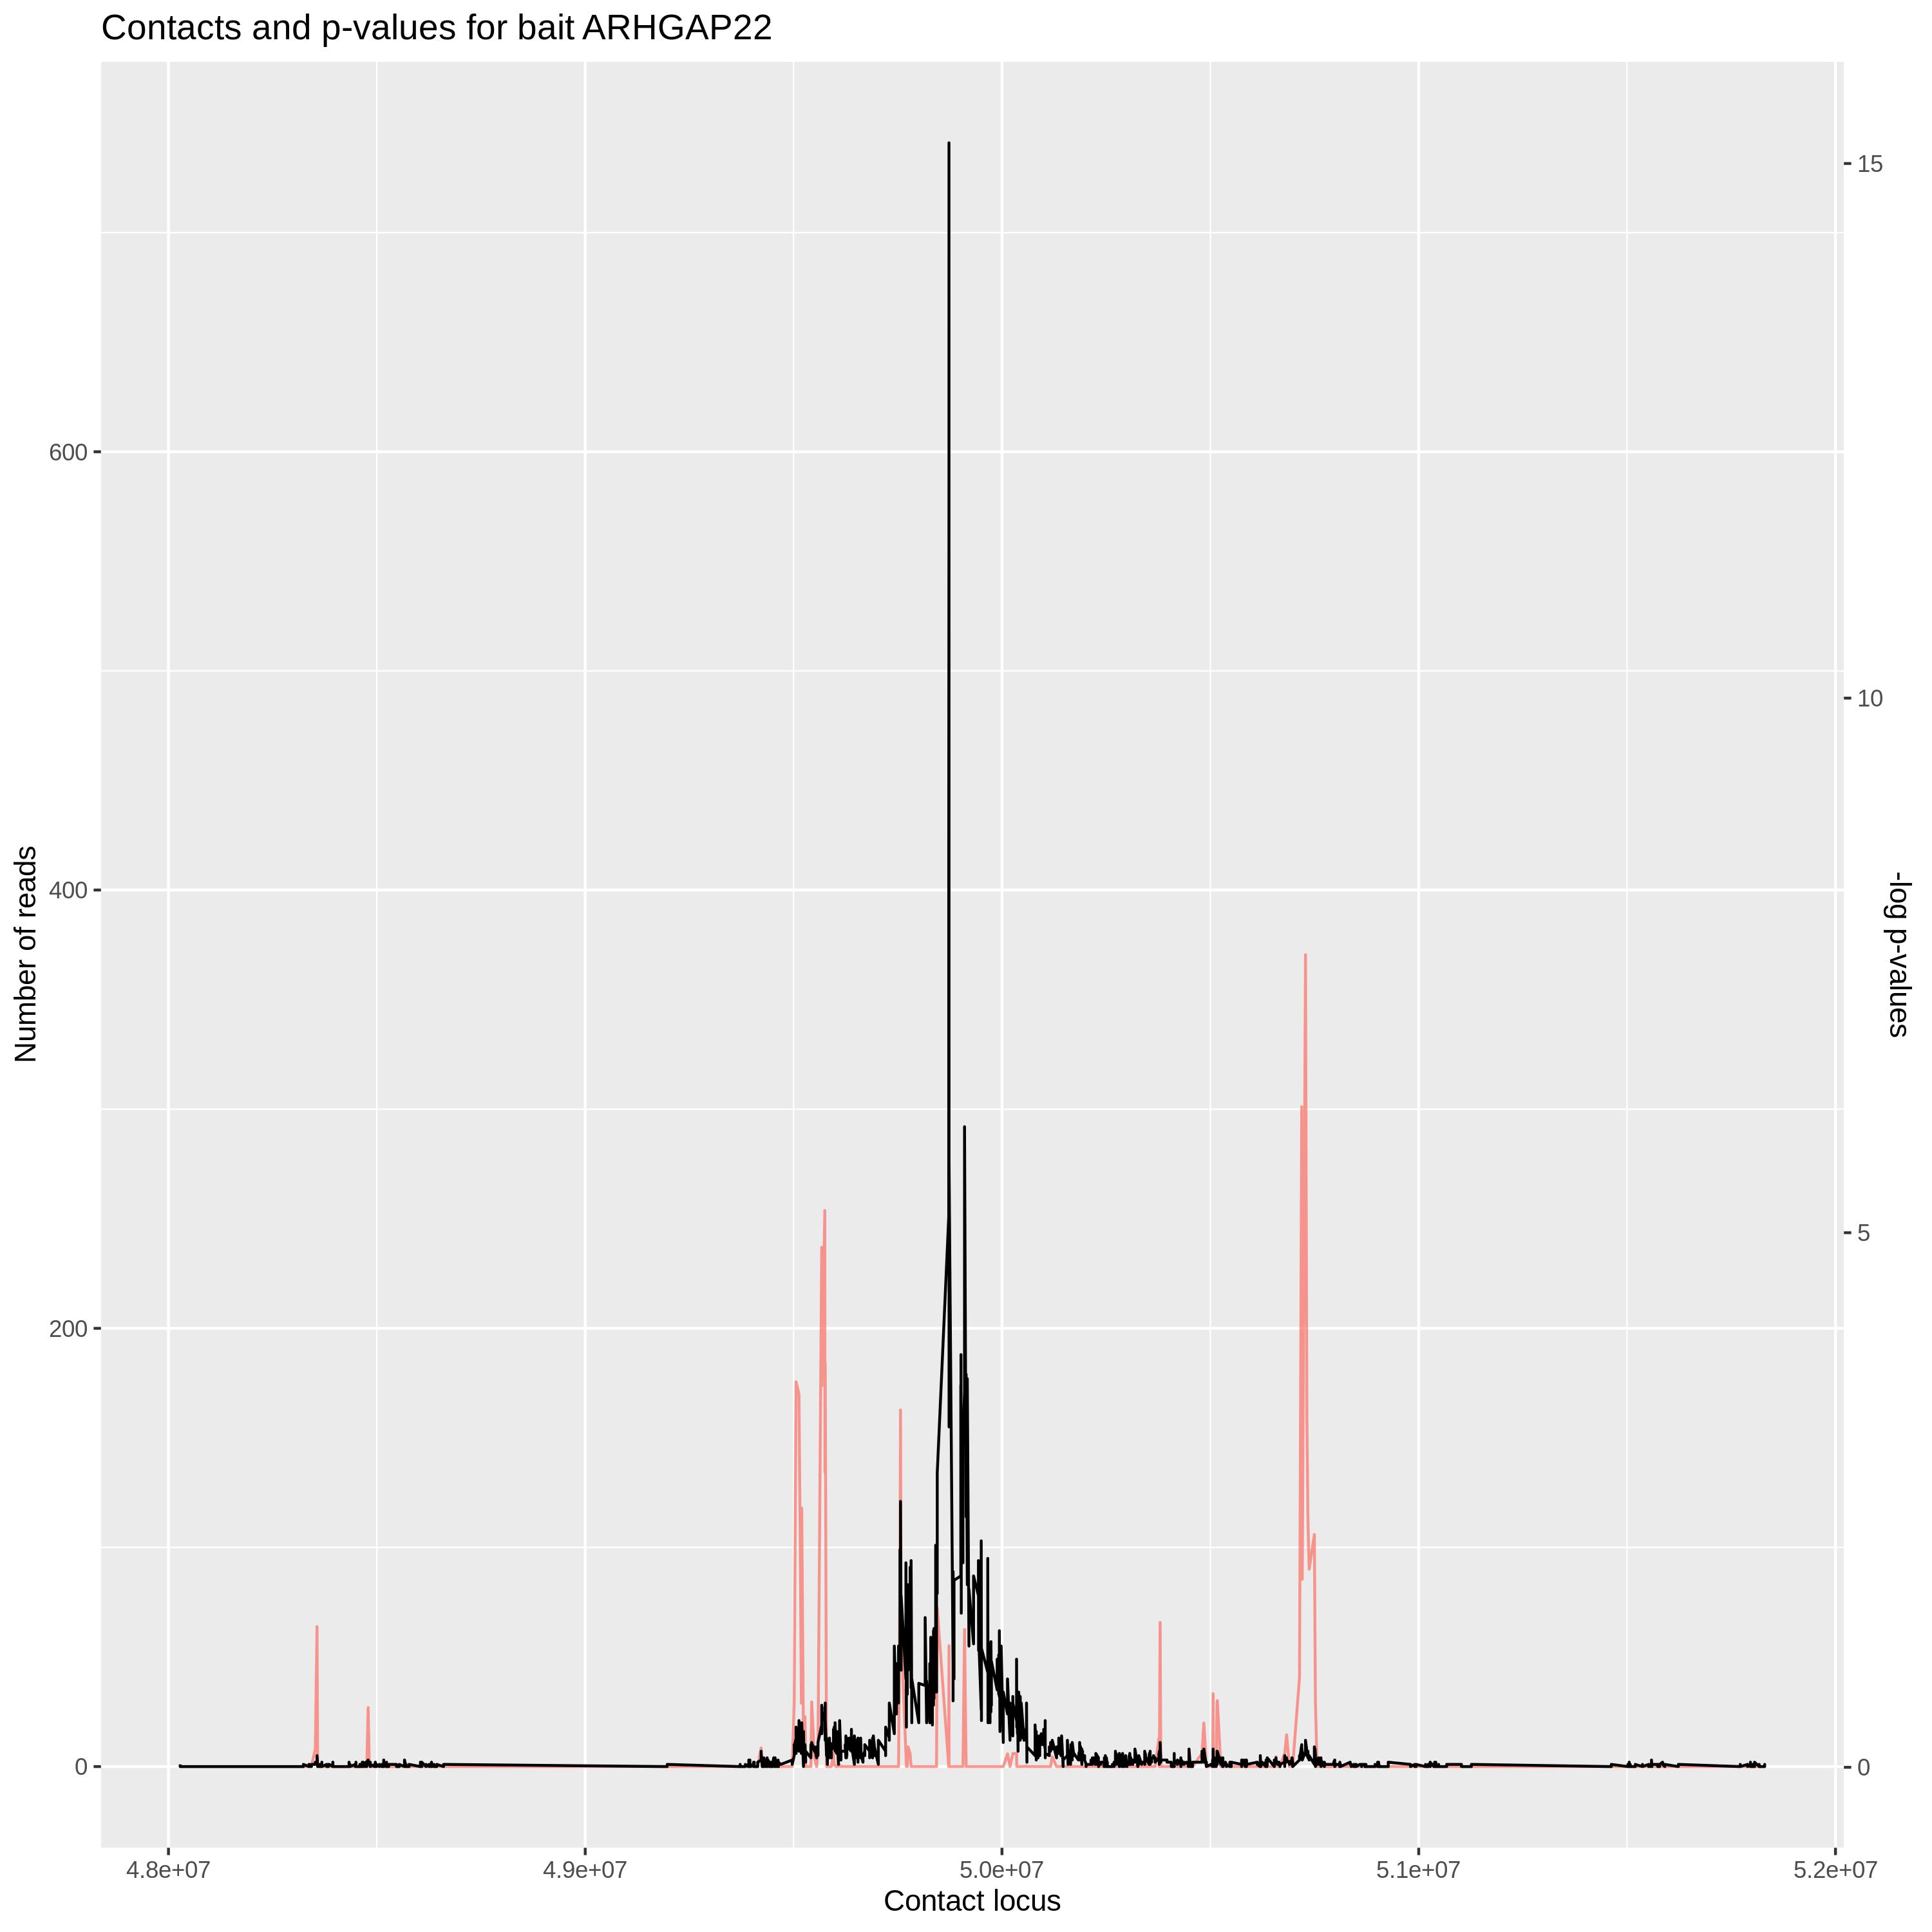 Contacts and p-values for bait ARHGAP22
Number of reads
600
400
200
0
15
10
5
0
-log p-values
4.8e+07
4.9e+07
5.0e+07
5.1e+07
5.2e+07
Contact locus